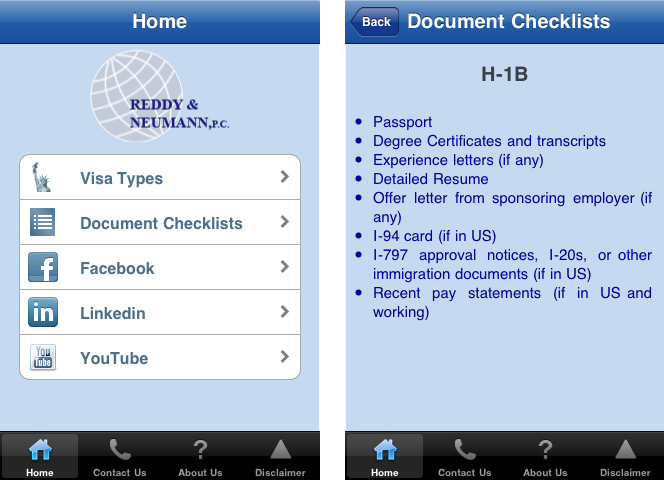 Home
REDDY &
NEUMANN,P.C.
Visa Types
Document Checklists
Facebook
in
Linkedin
You
Tube
YouTube
Home
Contact Us
?
About Us
Disclaimer
Back
Document Checklists
H-1B
• Passport
• Degree Certificates and transcripts
• Experience letters (if any)
• Detailed Resume
• Offer letter from sponsoring employer (if
any)
• I-94 card (if in US)
• I-797 approval notices, I-20s, or other
immigration documents (if in US)
• Recent pay statements (if in US and
working)
Home
Contact Us
?
About Us
Disclaimer